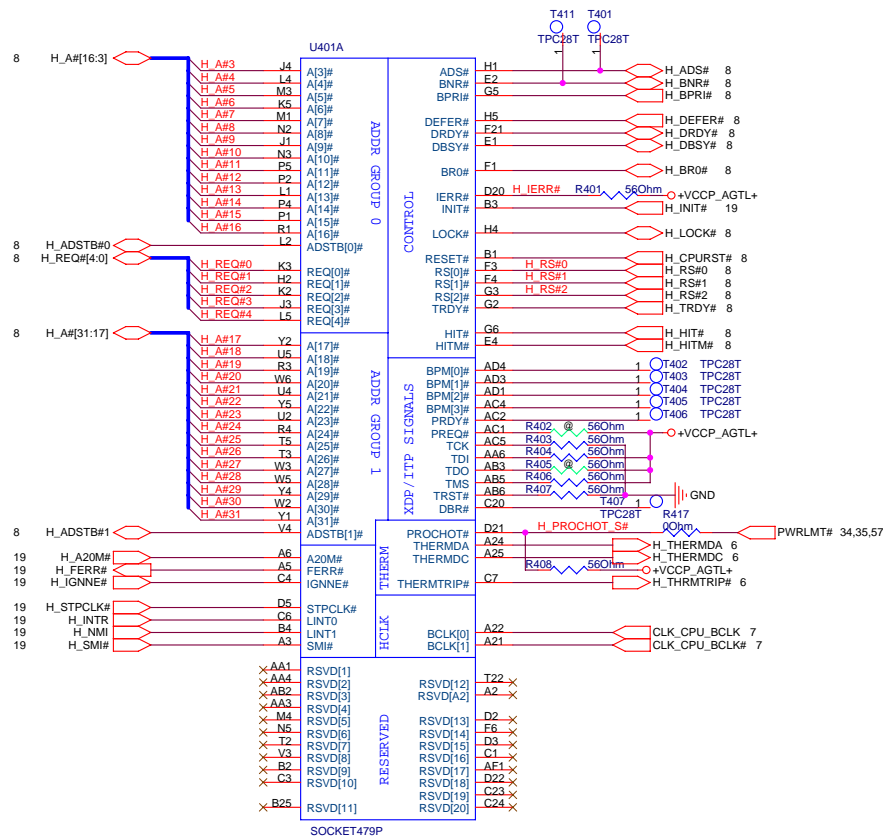 T411 T401
TPC28T TPC28T
1 1
U401A
8 H_A#[16:3]
H_A#3 J4 A[3]#
H_A#4 L4 A[4]#
H_A#5 M3 A[5]#
H_A#6 K5 A[6]#
H_A#7 M1 A[7]#
H_A#8 N2 A[8]#
H_A#9 J1 A[9]#
H_A#10 N3 A[10]#
H_A#11 P5 A[11]#
H_A#12 P2 A[12]#
H_A#13 L1 A[13]#
H_A#14 P4 A[14]#
H_A#15 P1 A[15]#
H_A#16 R1 A[16]#
8 H_ADSTB#0 L2 ADSTB[0]#
8 H_REQ#[4:0]
H_REQ#0 K3 REQ[0]#
H_REQ#1 H2 REQ[1]#
H_REQ#2 K2 REQ[2]#
H_REQ#3 J3 REQ[3]#
H_REQ#4 L5 REQ[4]#
ADDR GROUP 0
8 H_A#[31:17]
H_A#17 Y2 A[17]#
H_A#18 U5 A[18]#
H_A#19 R3 A[19]#
H_A#20 W6 A[20]#
H_A#21 U4 A[21]#
H_A#22 Y5 A[22]#
H_A#23 U2 A[23]#
H_A#24 R4 A[24]#
H_A#25 T5 A[25]#
H_A#26 T3 A[26]#
H_A#27 W3 A[27]#
H_A#28 W5 A[28]#
H_A#29 Y4 A[29]#
H_A#30 W2 A[30]#
H_A#31 Y1 A[31]#
8 H_ADSTB#1 V4 ADSTB[1]#
ADDR GROUP 1
19 H_A20M# A6 A20M#
19 H_FERR# A5 FERR#
19 H_IGNNE# C4 IGNNE#
19 H_STPCLK# D5 STPCLK#
19 H_INTR C6 LINT0
19 H_NMI B4 LINT1
19 H_SMI# A3 SMI#
AA1 RSVD[1]
AA4 RSVD[2]
AB2 RSVD[3]
AA3 RSVD[4]
M4 RSVD[5]
N5 RSVD[6]
T2 RSVD[7]
V3 RSVD[8]
B2 RSVD[9]
C3 RSVD[10]
B25 RSVD[11]
RESERVED
CONTROL
ADS# H1 H_ADS# 8
BNR# E2 H_BNR# 8
BPRI# G5 H_BPRI# 8
DEFER# H5 H_DEFER# 8
DRDY# F21 H_DRDY# 8
DBSY# E1 H_DBSY# 8
BR0# F1 H_BR0# 8
IERR# D20 H_IERR# R401 56Ohm +VCCP_AGTL+
INIT# B3 H_INIT# 19
LOCK# H4 H_LOCK# 8
RESET# B1 H_CPURST# 8
RS[0]# F3 H_RS#0 H_RS#0 8
RS[1]# F4 H_RS#1 H_RS#1 8
RS[2]# G3 H_RS#2 H_RS#2 8
TRDY# G2 H_TRDY# 8
HIT# G6 H_HIT# 8
HITM# E4 H_HITM# 8
XDP/ITP SIGNALS
BPM[0]# AD4 1 T402 TPC28T
BPM[1]# AD3 1 T403 TPC28T
BPM[2]# AD1 1 T404 TPC28T
BPM[3]# AC4 1 T405 TPC28T
PRDY# AC2 1 T406 TPC28T
PREQ# AC1 R402 @ 56Ohm +VCCP_AGTL+
TCK AC5 R403 56Ohm
TDI AA6 R404 56Ohm
TDO AB3 R405 @ 56Ohm
TMS AB5 R406 56Ohm
TRST# AB6 R407 56Ohm GND
DBR# C20 T407 1
TPC28T
THERM
PROCHOT# D21 H_PROCHOT_S# R417 0Ohm PWRLMT# 34,35,57
THERMDA A24 H_THERMDA 6
THERMDC A25 H_THERMDC 6
R408 56Ohm +VCCP_AGTL+
THERMTRIP# C7 H_THRMTRIP# 6
HCLK
BCLK[0] A22 CLK_CPU_BCLK 7
BCLK[1] A21 CLK_CPU_BCLK# 7
RSVD[12] T22
RSVD[A2] A2
RSVD[13] D2
RSVD[14] F6
RSVD[15] D3
RSVD[16] C1
RSVD[17] AF1
RSVD[18] D22
RSVD[19] C23
RSVD[20] C24
SOCKET479P